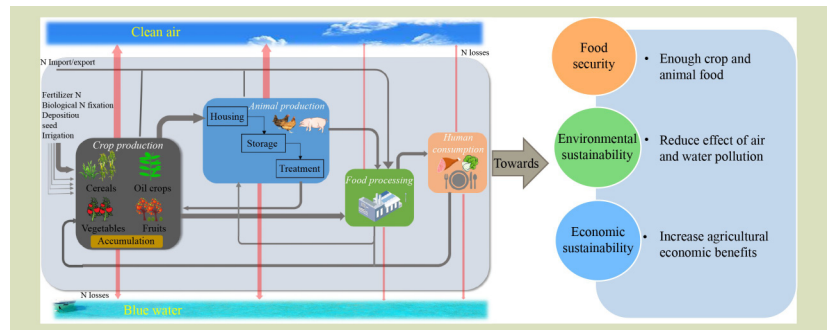 Clean air
N losses
N Import/export
Fertilizer N
Biological N fixation
Deposition
seed
Irrigation
Crop production
Cereals
Oil crops
Vegetables
Fruits
Accumulation
Animal production
Housing
Storage
Treatment
Food processing
Human
consumption
N losses
Blue water
Towards
Food
security
• Enough crop and
animal food
Environmental
sustainability
• Reduce effect of air
and water pollution
Economic
sustainability
• Increase agricultural
economic benefits